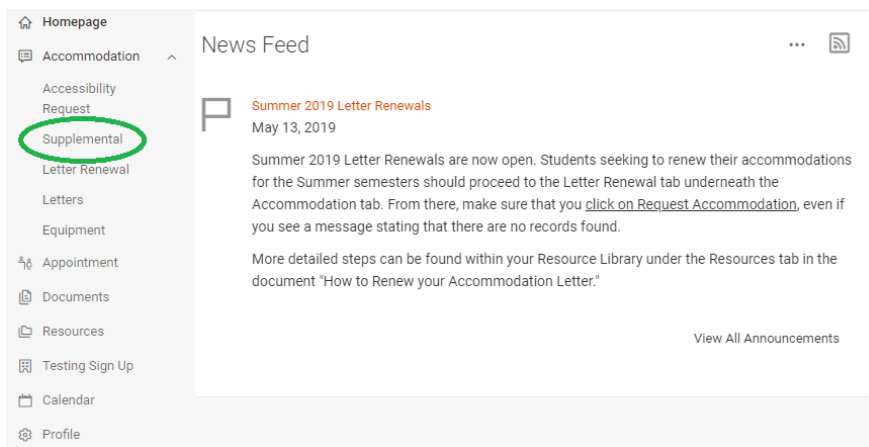 Homepage
Accommodation
Accessibility
Request
Supplemental
Letter Renewal
Letters
Equipment
Appointment
Documents
Resources
Testing Sign Up
Calendar
Profile
News Feed
Summer 2019 Letter Renewals
May 13, 2019
Summer 2019 Letter Renewals are now open. Students seeking to renew their accommodations
for the Summer semesters should proceed to the Letter Renewal tab underneath the
Accommodation tab. From there, make sure that you click on Request Accommodation, even if
you see a message stating that there are no records found.
More detailed steps can be found within your Resource Library under the Resources tab in the
document "How to Renew your Accommodation Letter."
View All Announcements